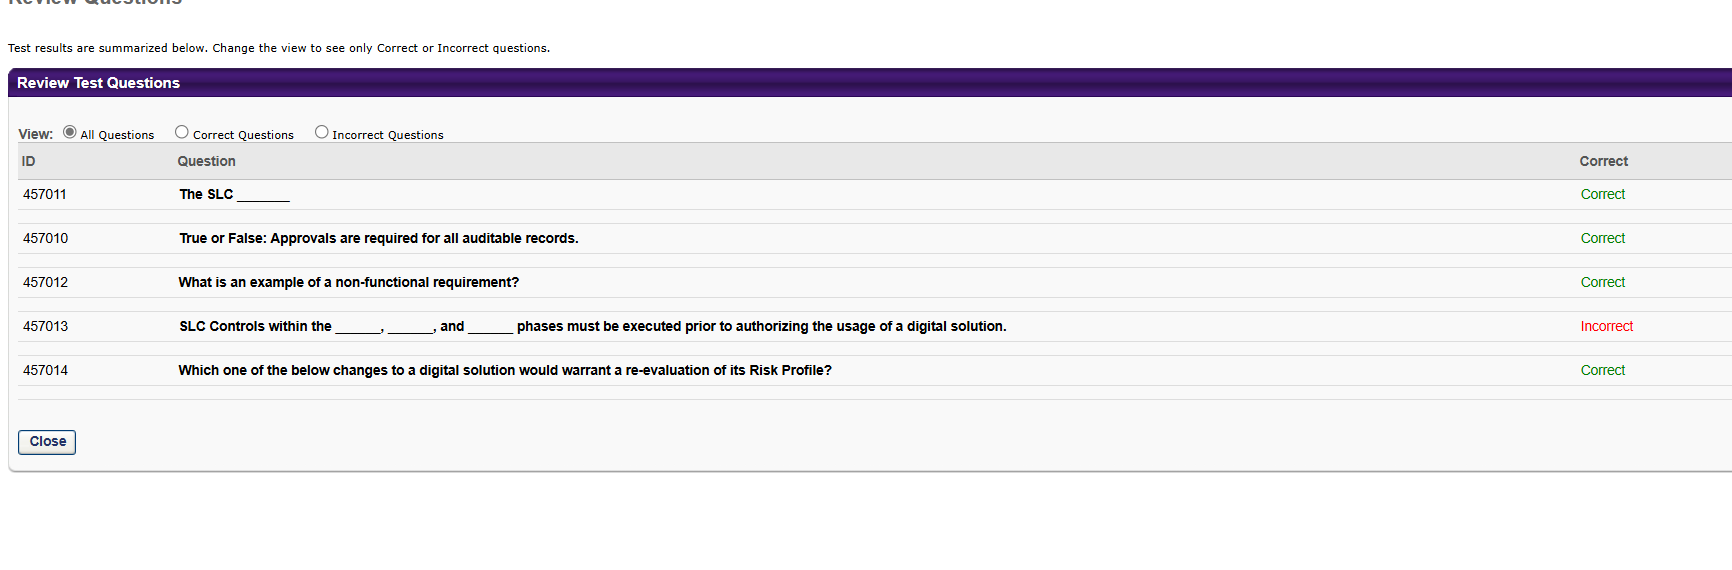 Review Questions
Test results are summarized below. Change the view to see only Correct or Incorrect questions.
Review Test Questions
View: All Questions Correct Questions Incorrect Questions
ID Question Correct
457011 The SLC _______ Correct
457010 True or False: Approvals are required for all auditable records. Correct
457012 What is an example of a non-functional requirement? Correct
457013 SLC Controls within the ______, ______, and ______ phases must be executed prior to authorizing the usage of a digital solution. Incorrect
457014 Which one of the below changes to a digital solution would warrant a re-evaluation of its Risk Profile? Correct
Close